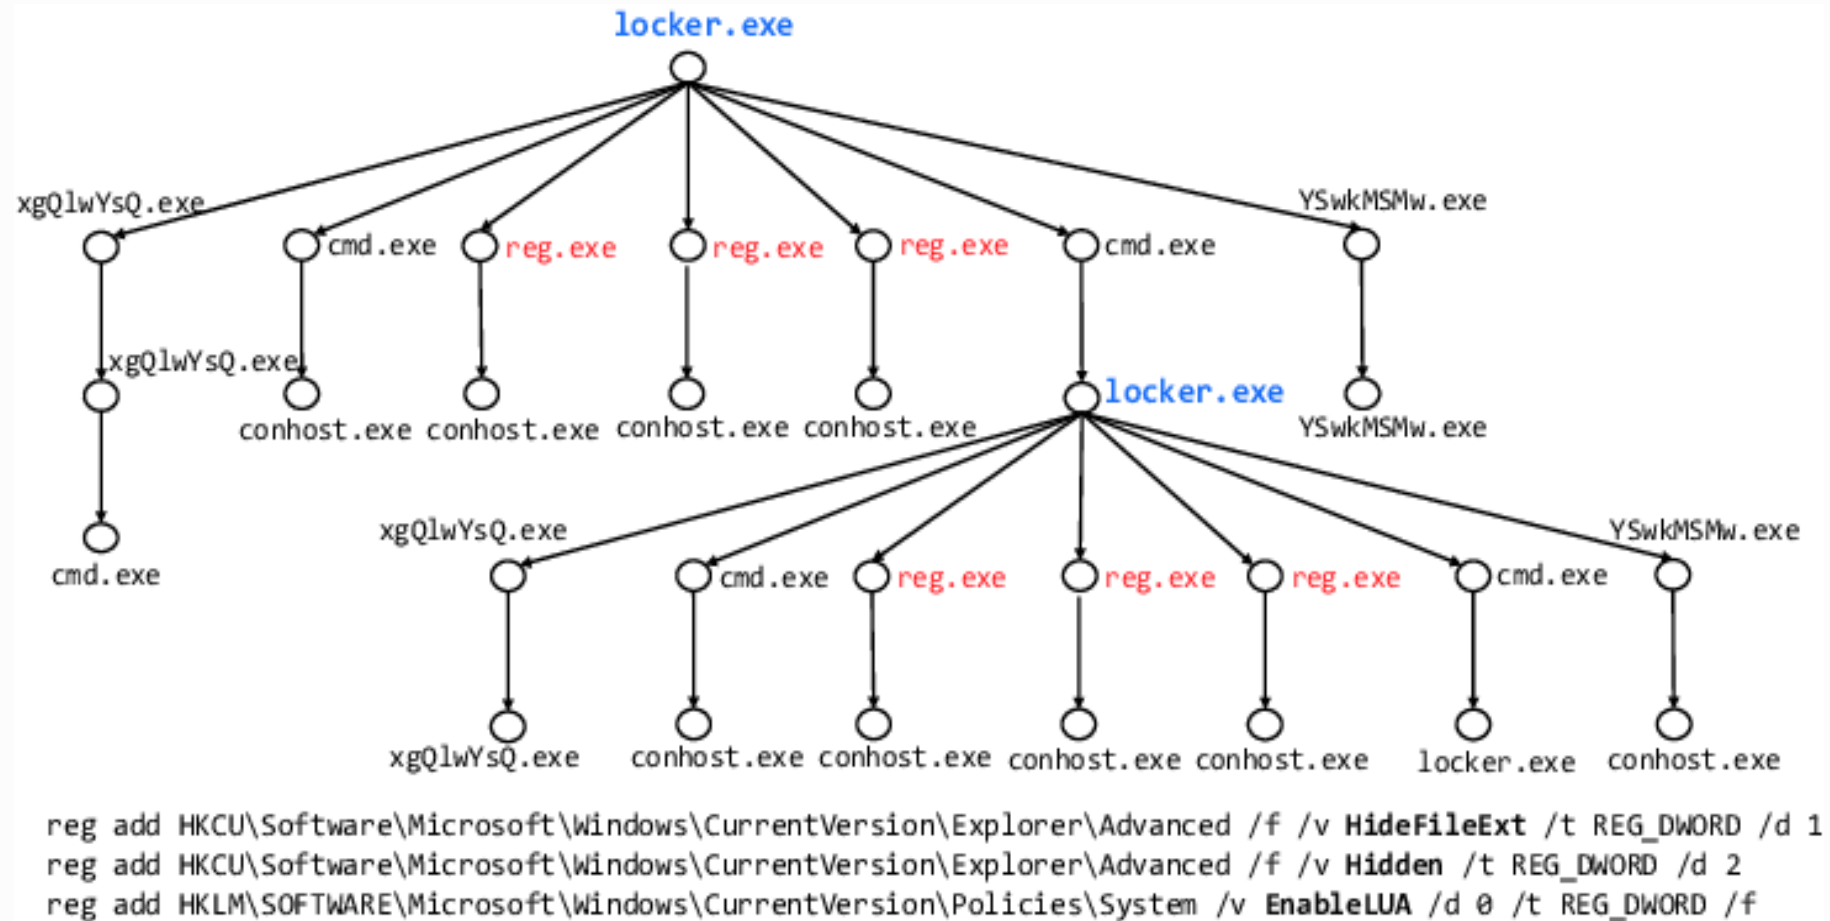 locker.exe
xgQlwYsQ.exe YSwkMSMw.exe
cmd.exe reg.exe reg.exe reg.exe cmd.exe
xgQlwYsQ.exe
locker.exe
conhost.exe conhost.exe conhost.exe conhost.exe YSwkMSMw.exe
xgQlwYsQ.exe YSwkMSMw.exe
cmd.exe cmd.exe reg.exe reg.exe reg.exe cmd.exe
xgQlwYsQ.exe conhost.exe conhost.exe conhost.exe conhost.exe locker.exe conhost.exe
reg add HKCU\Software\Microsoft\Windows\CurrentVersion\Explorer\Advanced /f /v HideFileExt /t REG_DWORD /d 1
reg add HKCU\Software\Microsoft\Windows\CurrentVersion\Explorer\Advanced /f /v Hidden /t REG_DWORD /d 2
reg add HKLM\SOFTWARE\Microsoft\Windows\CurrentVersion\Policies\System /v EnableLUA /d 0 /t REG_DWORD /f